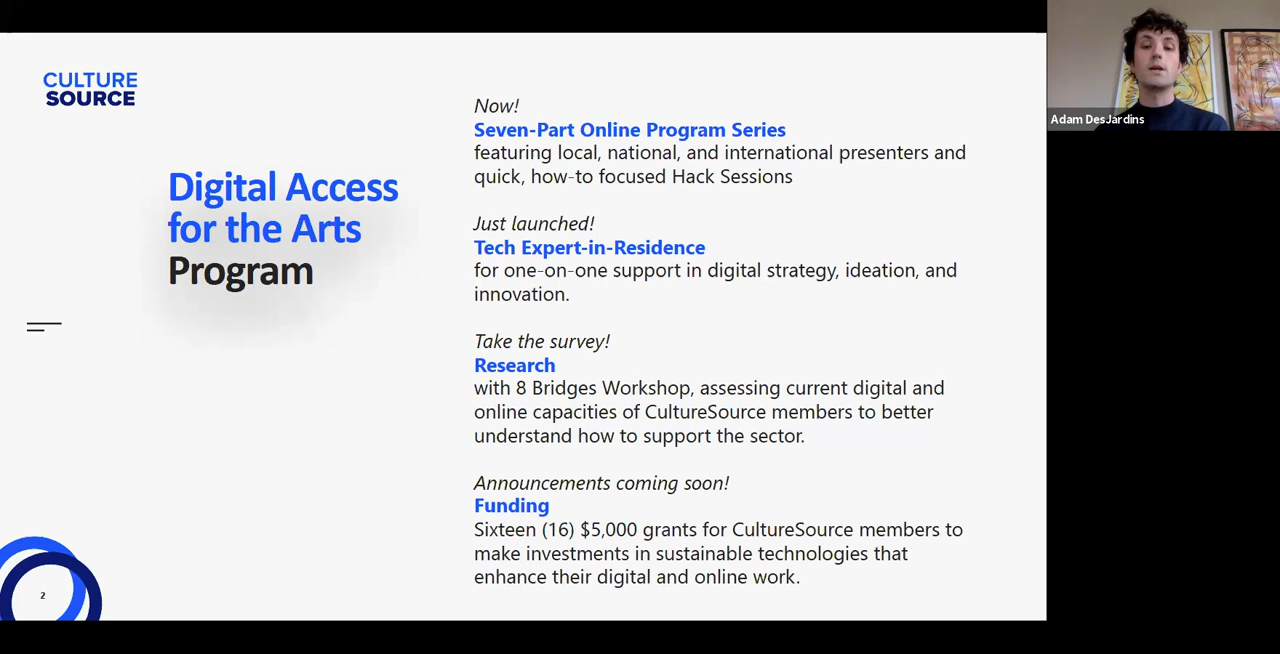 CULTURE
SOURCE
Digital Access
for the Arts
Program
Now!
Seven-Part Online Program Series
featuring local, national, and international presenters and
quick, how-to focused Hack Sessions
Just launched!
Tech Expert-in-Residence
for one-on-one support in digital strategy, ideation, and
innovation.
Take the survey!
Research
with 8 Bridges Workshop, assessing current digital and
online capacities of CultureSource members to better
understand how to support the sector.
Announcements coming soon!
Funding
Sixteen (16) $5,000 grants for CultureSource members to
make investments in sustainable technologies that
enhance their digital and online work.
2
Adam DesJardins